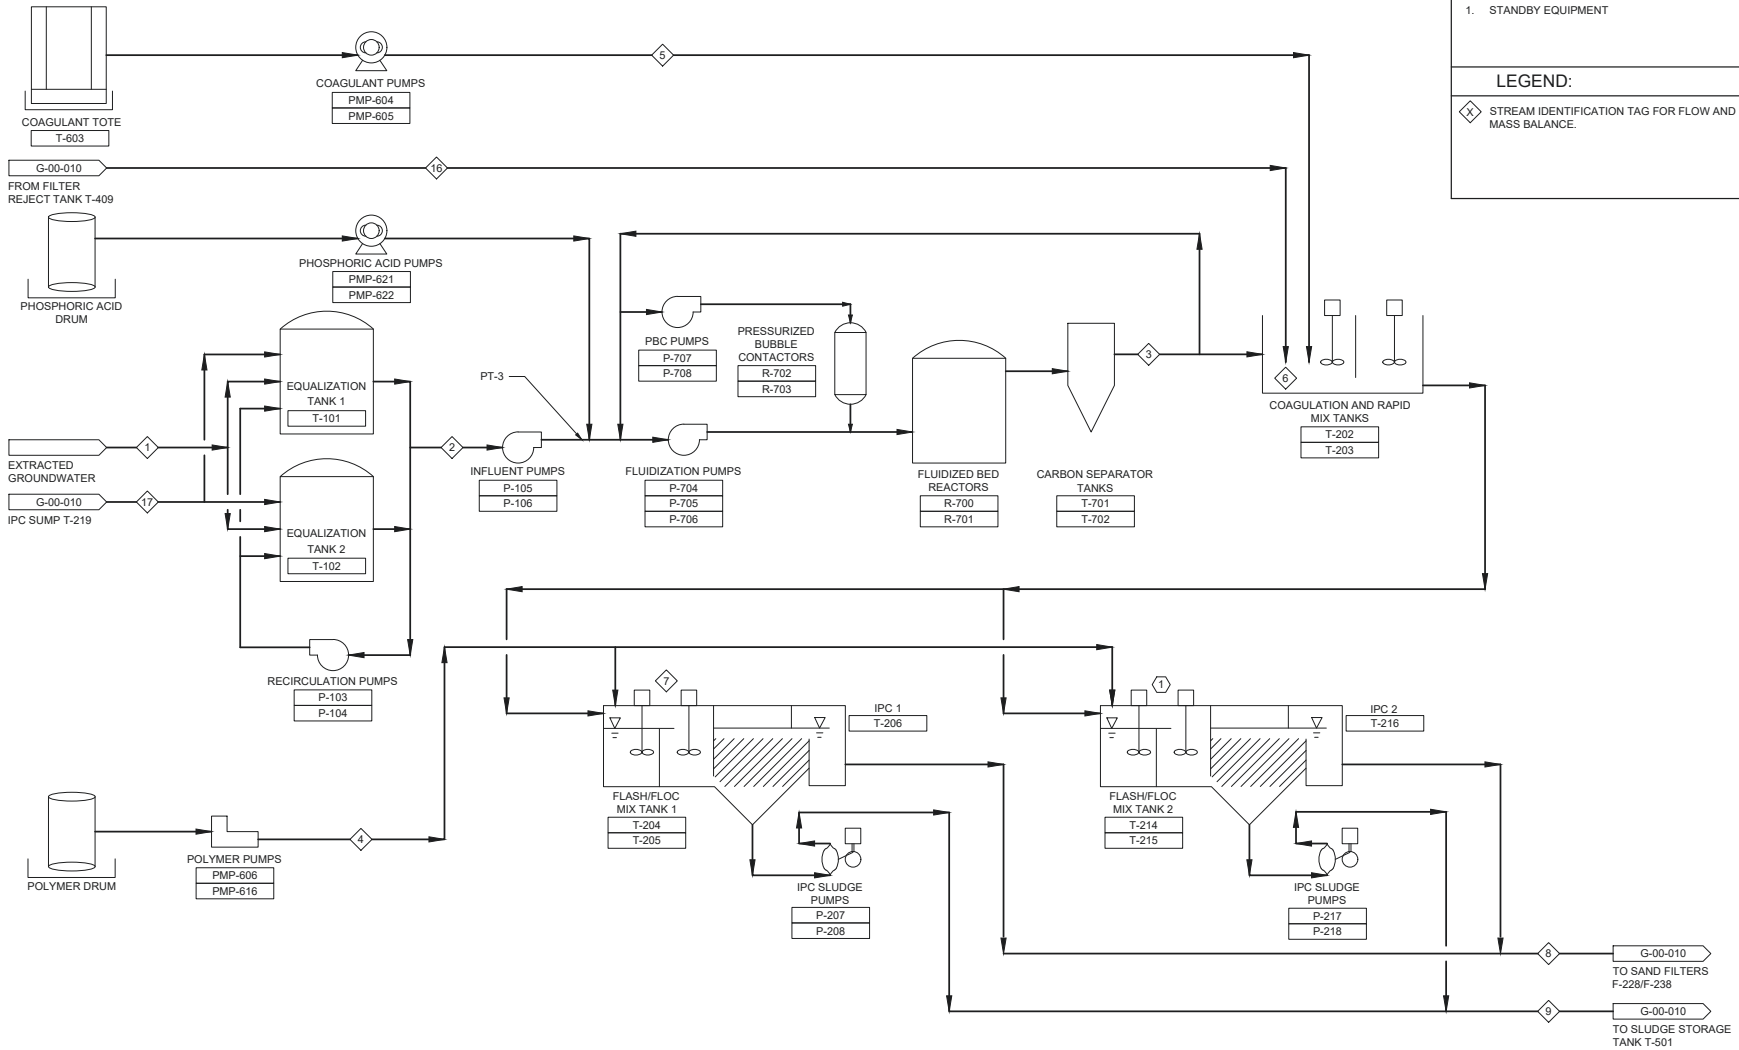 1. STANDBY EQUIPMENT
LEGEND:
X STREAM IDENTIFICATION TAG FOR FLOW AND
MASS BALANCE.
COAGULANT TOTE
T-603
COAGULANT PUMPS
PMP-604
PMP-605
5
G-00-010
FROM FILTER
REJECT TANK T-409
16
PHOSPHORIC ACID
DRUM
PHOSPHORIC ACID PUMPS
PMP-621
PMP-622
EQUALIZATION
TANK 1
T-101
EXTRACTED
GROUNDWATER
1
G-00-010
IPC SUMP T-219
17
EQUALIZATION
TANK 2
T-102
2
PT-3
INFLUENT PUMPS
P-105
P-106
PBC PUMPS
P-707
P-708
PRESSURIZED
BUBBLE
CONTACTORS
R-702
R-703
FLUIDIZATION PUMPS
P-704
P-705
P-706
FLUIDIZED BED
REACTORS
R-700
R-701
CARBON SEPARATOR
TANKS
T-701
T-702
3
6
COAGULATION AND RAPID
MIX TANKS
T-202
T-203
RECIRCULATION PUMPS
P-103
P-104
7
IPC 1
T-206
FLASH/FLOC
MIX TANK 1
T-204
T-205
IPC SLUDGE
PUMPS
P-207
P-208
1
IPC 2
T-216
FLASH/FLOC
MIX TANK 2
T-214
T-215
IPC SLUDGE
PUMPS
P-217
P-218
POLYMER DRUM
POLYMER PUMPS
PMP-606
PMP-616
4
8
G-00-010
TO SAND FILTERS
F-228/F-238
9
G-00-010
TO SLUDGE STORAGE
TANK T-501